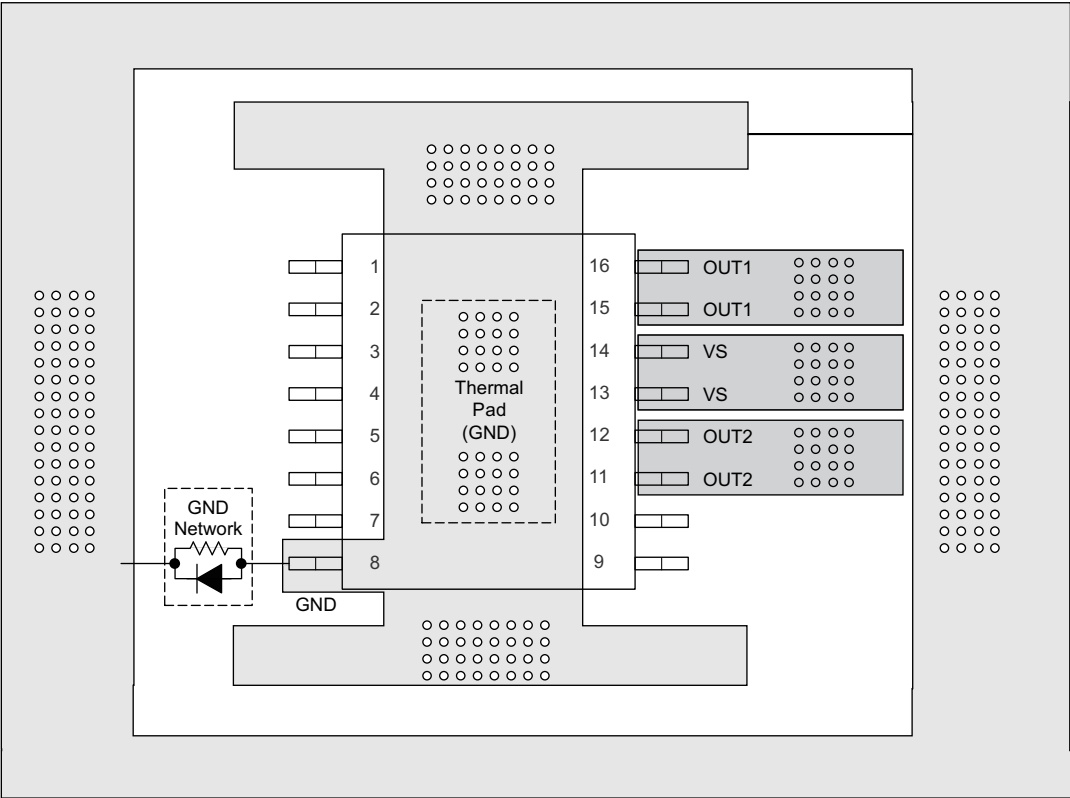 1
16
OUT1
2
15
OUT1
3
14
VS
4
13
VS
Thermal
Pad
(GND)
5
12
OUT2
6
11
OUT2
7
10
8
9
GND
Network
GND